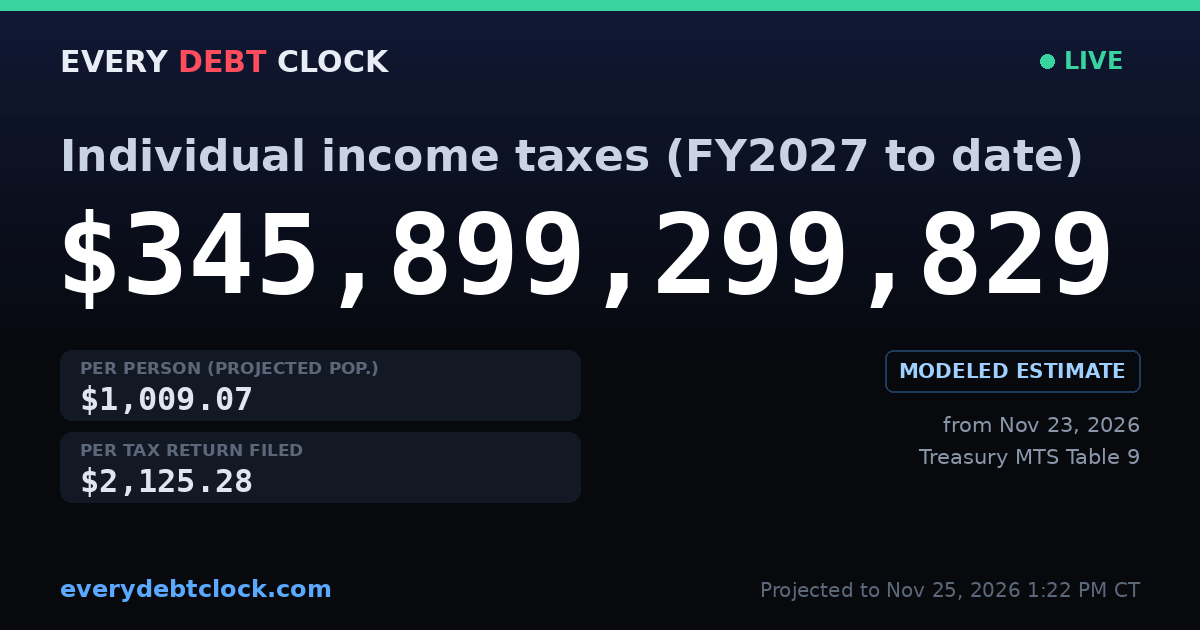 EVERY DEBT CLOCK
LIVE
Individual income taxes (FY2027 to date)
$345,899,299,829
PER PERSON (PROJECTED POP.)
$1,009.07
PER TAX RETURN FILED
$2,125.28
MODELED ESTIMATE
from Nov 23, 2026
Treasury MTS Table 9
everydebtclock.com
Projected to Nov 25, 2026 1:22 PM CT